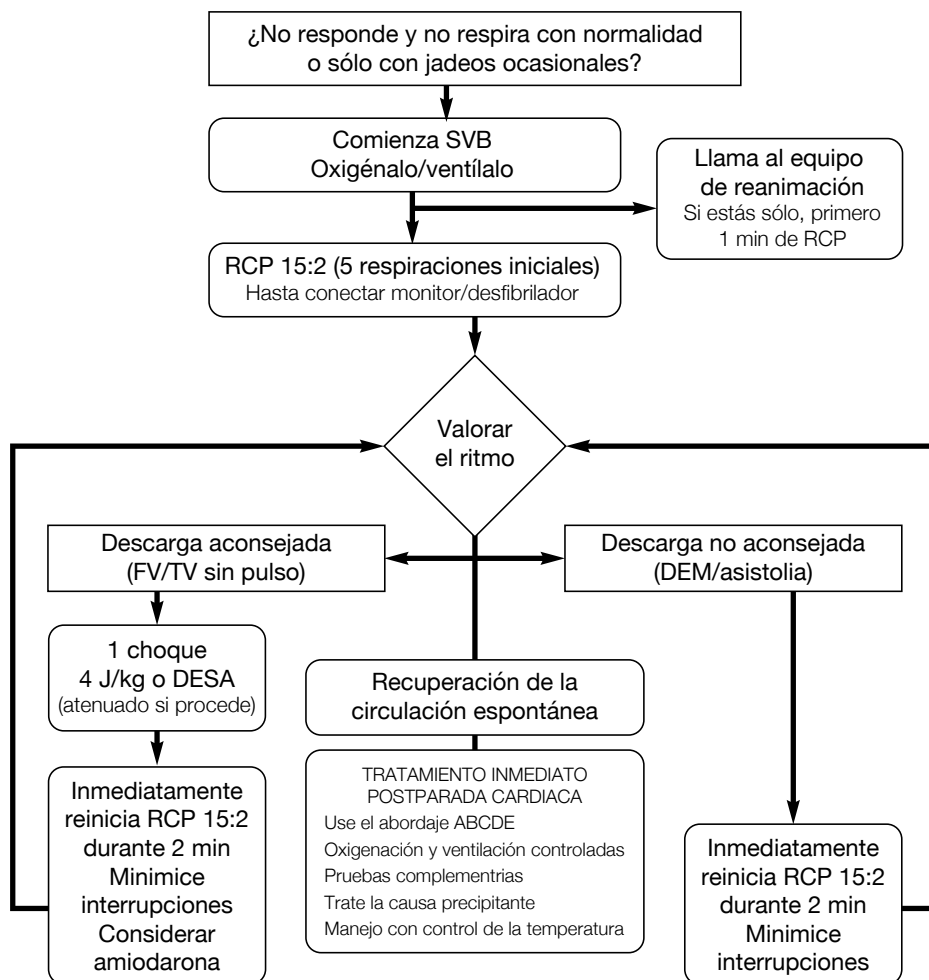 ¿No responde y no respira con normalidad
o sólo con jadeos ocasionales?
Comienza SVB
Oxigénalo/ventílalo
Llama al equipo
de reanimación
Si estás sólo, primero
1 min de RCP
RCP 15:2 (5 respiraciones iniciales)
Hasta conectar monitor/desfibrilador
Valorar
el ritmo
Descarga aconsejada
(FV/TV sin pulso)
Descarga no aconsejada
(DEM/asistolia)
1 choque
4 J/kg o DESA
(atenuado si procede)
Recuperación de la
circulación espontánea
Inmediatamente
reinicia RCP 15:2
durante 2 min
Minimice
interrupciones
Considerar
amiodarona
TRATAMIENTO INMEDIATO
POSTPARADA CARDIACA
Use el abordaje ABCDE
Oxigenación y ventilación controladas
Pruebas complementrias
Trate la causa precipitante
Manejo con control de la temperatura
Inmediatamente
reinicia RCP 15:2
durante 2 min
Minimice
interrupciones